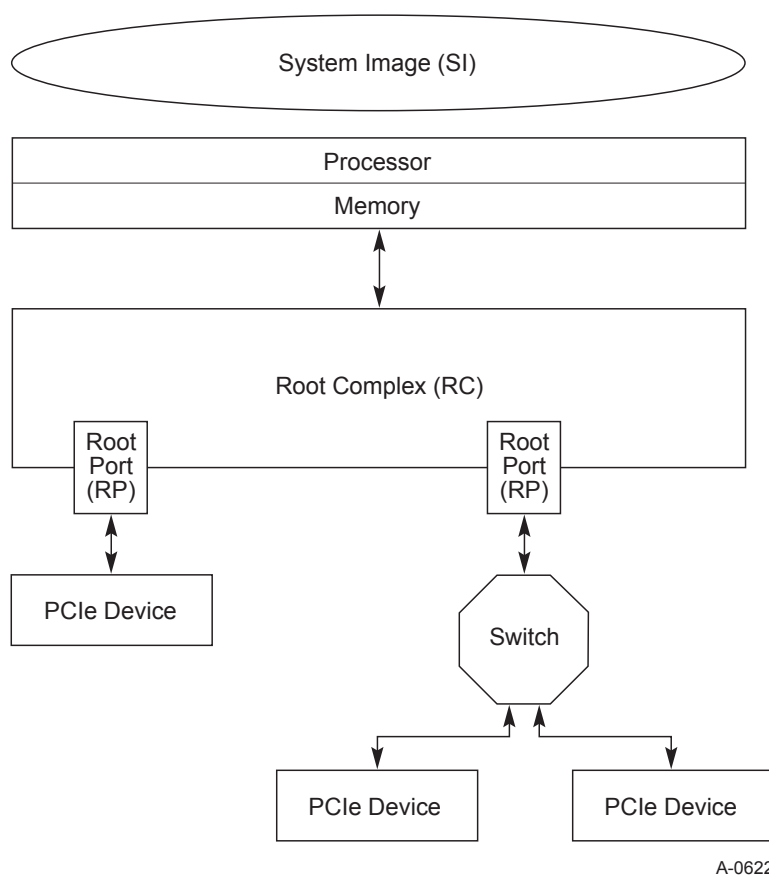 System Image (SI)
Processor
Memory
Root Complex (RC)
Root
Port
(RP)
Root
Port
(RP)
PCIe Device
Switch
PCIe Device
PCIe Device
A-0622